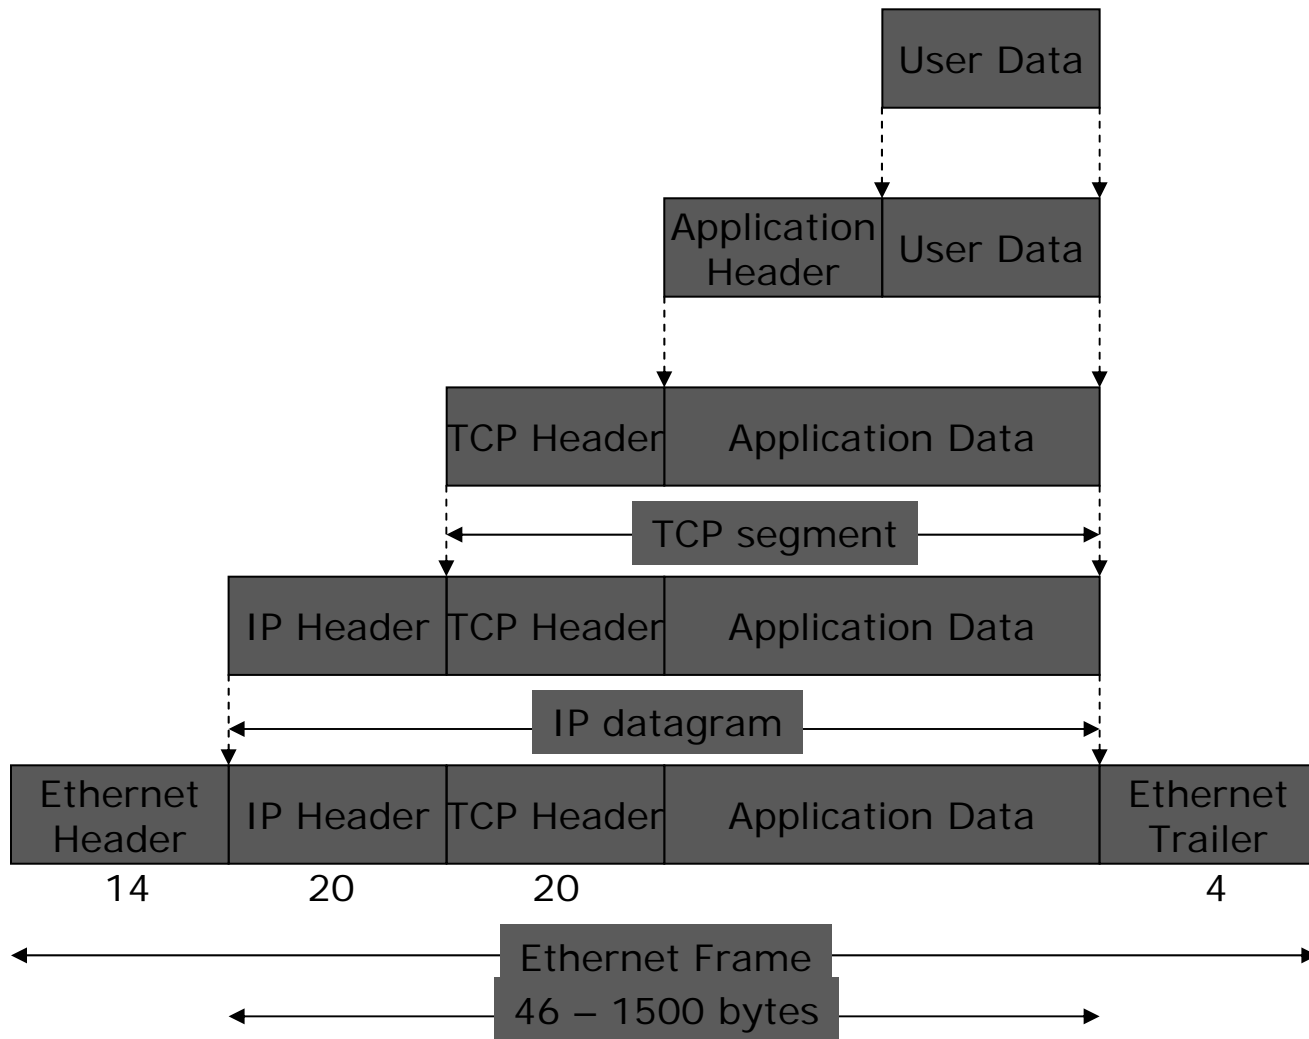 User Data
Application
Header
User Data
TCP Header
Application Data
TCP segment
IP Header
TCP Header
Application Data
IP datagram
Ethernet
Header
IP Header
TCP Header
Application Data
Ethernet
Trailer
14
20
20
4
Ethernet Frame
46 – 1500 bytes